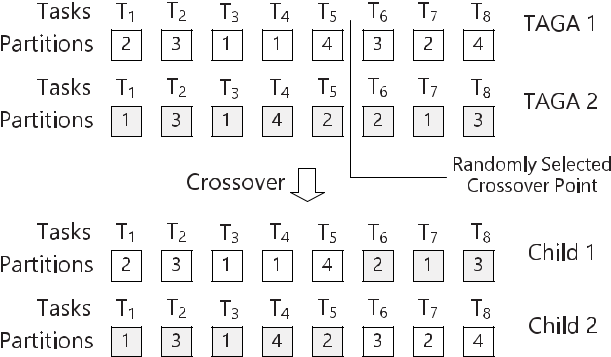 Tasks T1 T2 T3 T4 T5 T6 T7 T8 TAGA 1
Partitions 2 3 1 1 4 3 2 4
Tasks T1 T2 T3 T4 T5 T6 T7 T8 TAGA 2
Partitions 1 3 1 4 2 2 1 3
Randomly Selected
Crossover Point
Crossover
Tasks T1 T2 T3 T4 T5 T6 T7 T8 Child 1
Partitions 2 3 1 1 4 2 1 3
Tasks T1 T2 T3 T4 T5 T6 T7 T8 Child 2
Partitions 1 3 1 4 2 3 2 4